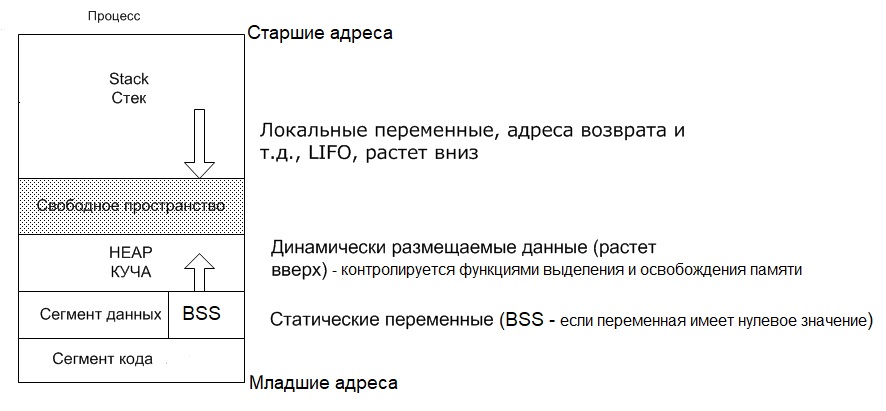 Процесс
Старшие адреса
Stack
Стек
Локальные переменные, адреса возврата и
т.д., LIFO, растет вниз
Свободное пространство
HEAP
КУЧА
Динамически размещаемые данные (растет
вверх) - контролируется функциями выделения и освобождения памяти
Сегмент данных
BSS
Статические переменные (BSS - если переменная имеет нулевое значение)
Сегмент кода
Младшие адреса